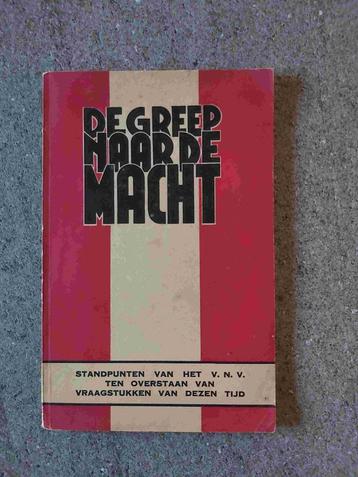 DE GREEP
NAAR DE
MACHT
STANDPUNTEN VAN HET V. N. V.
TEN OVERSTAAN VAN
VRAAGSTUKKEN VAN DEZEN TIJD